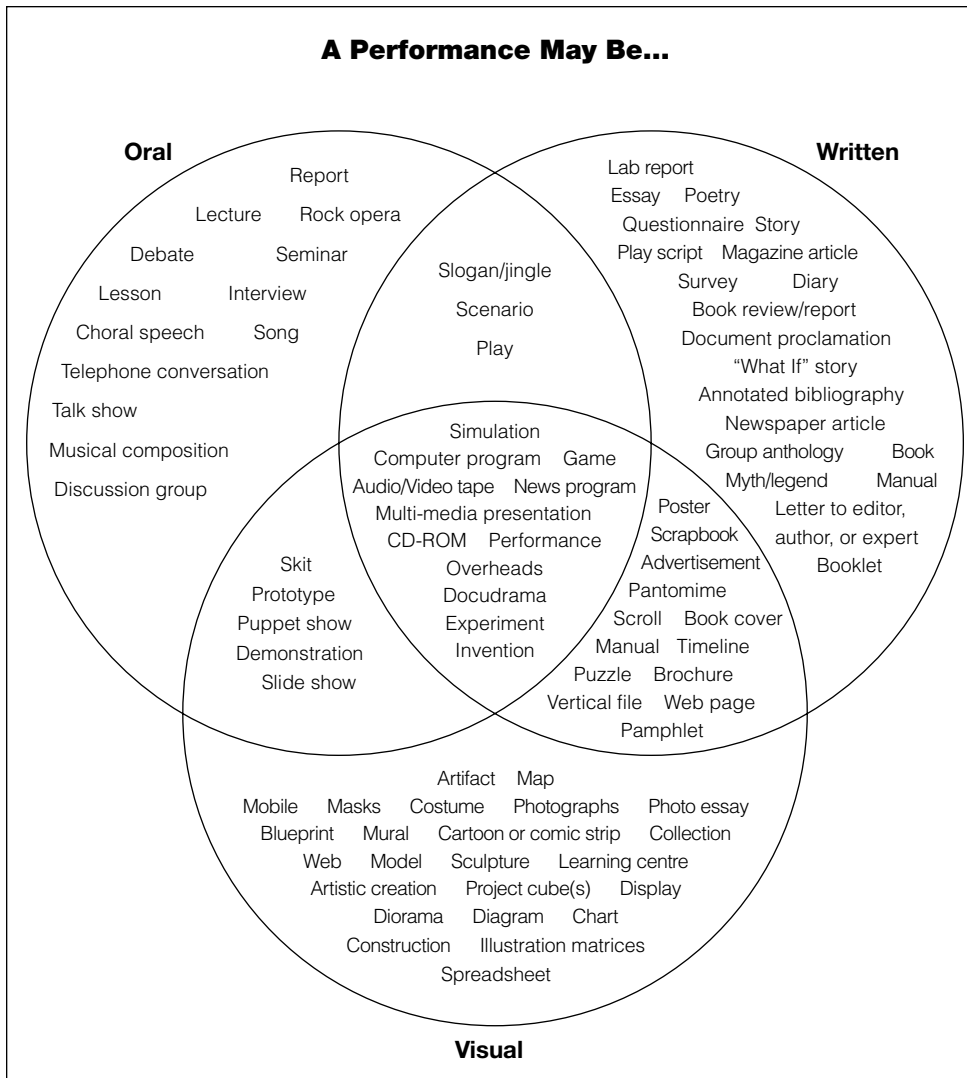 A Performance May Be...
Oral
Report
Lecture Rock opera
Debate Seminar
Lesson Interview
Choral speech Song
Telephone conversation
Talk show
Musical composition
Discussion group
Slogan/jingle
Scenario
Play
Written
Lab report
Essay Poetry
Questionnaire Story
Play script Magazine article
Survey Diary
Book review/report
Document proclamation
“What If” story
Annotated bibliography
Newspaper article
Group anthology Book
Myth/legend Manual
Letter to editor,
author, or expert
Booklet
Simulation
Computer program Game
Audio/Video tape News program
Multi-media presentation
CD-ROM Performance
Overheads
Docudrama
Experiment
Invention
Skit
Prototype
Puppet show
Demonstration
Slide show
Poster
Scrapbook
Advertisement
Pantomime
Scroll Book cover
Manual Timeline
Puzzle Brochure
Vertical file Web page
Pamphlet
Artifact Map
Mobile Masks Costume Photographs Photo essay
Blueprint Mural Cartoon or comic strip Collection
Web Model Sculpture Learning centre
Artistic creation Project cube(s) Display
Diorama Diagram Chart
Construction Illustration matrices
Spreadsheet
Visual